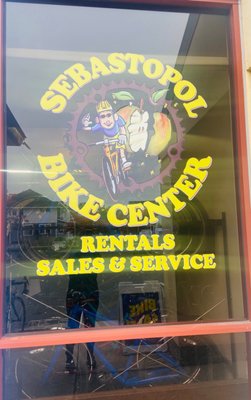 SEBASTOPOL
BIKE CENTER
RENTALS
SALES & SERVICE